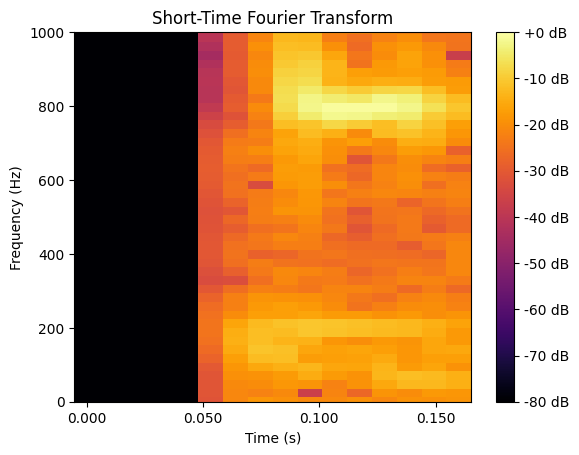 Short-Time Fourier Transform
1000
800
600
400
200
0
Frequency (Hz)
0.000
0.050
0.100
0.150
Time (s)
+0 dB
-10 dB
-20 dB
-30 dB
-40 dB
-50 dB
-60 dB
-70 dB
-80 dB